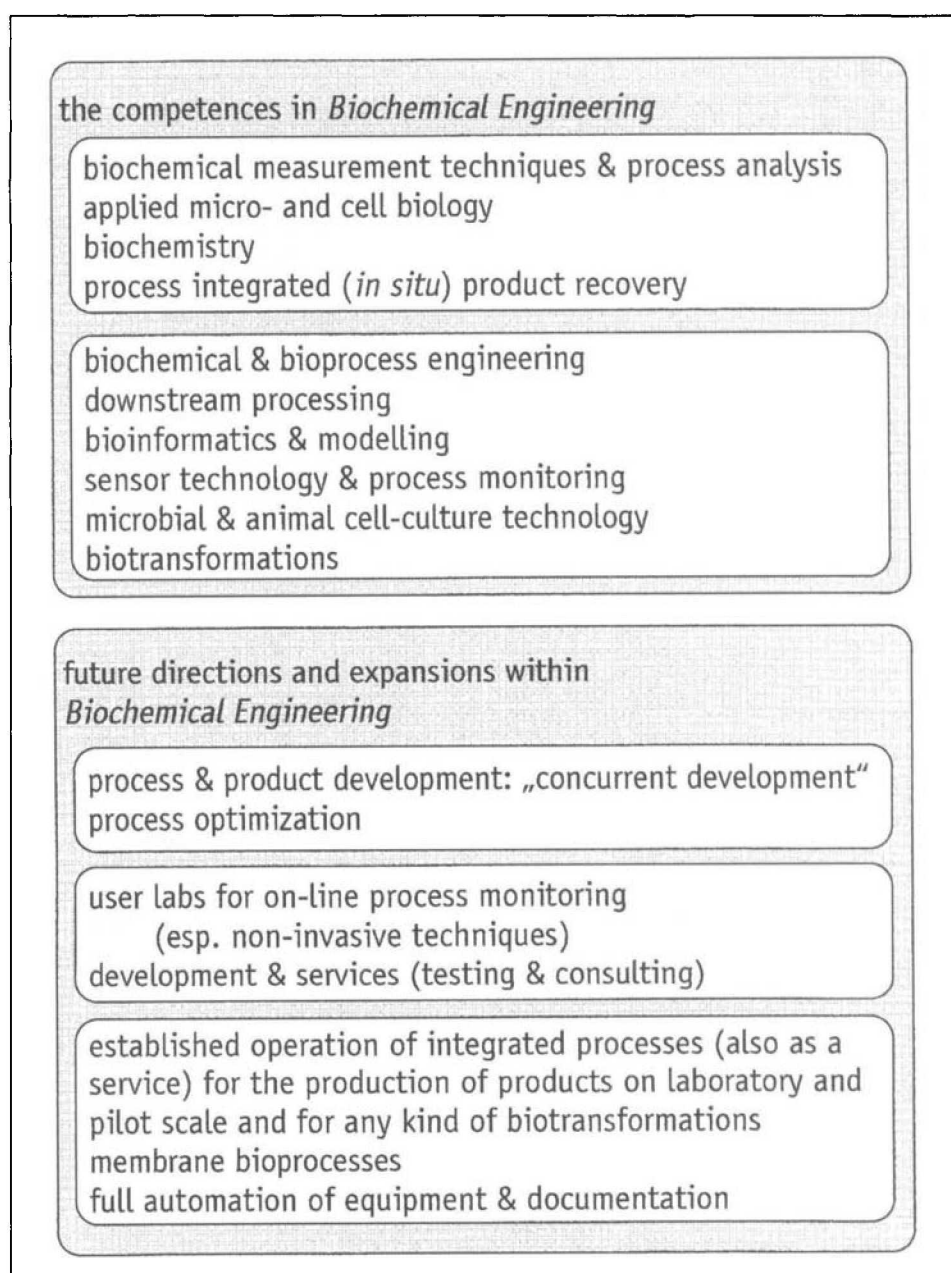 the competences in Biochemical Engineering
biochemical measurement techniques & process analysis
applied micro- and cell biology
biochemistry
process integrated (in situ) product recovery
biochemical & bioprocess engineering
downstream processing
bioinformatics & modelling
sensor technology & process monitoring
microbial & animal cell-culture technology
biotransformations
future directions and expansions within
Biochemical Engineering
process & product development: „concurrent development“
process optimization
user labs for on-line process monitoring
(esp. non-invasive techniques)
development & services (testing & consulting)
established operation of integrated processes (also as a
service) for the production of products on laboratory and
pilot scale and for any kind of biotransformations
membrane bioprocesses
full automation of equipment & documentation